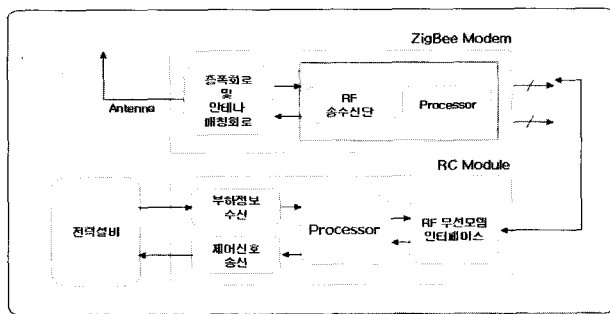 ZigBee Modem
Antenna
증폭회로
및
안테나
매칭회로
RF
송수신단
Processor
RC Module
전력설비
부하정보
수신
제어신호
송신
Processor
RF 무선모뎀
인터페이스